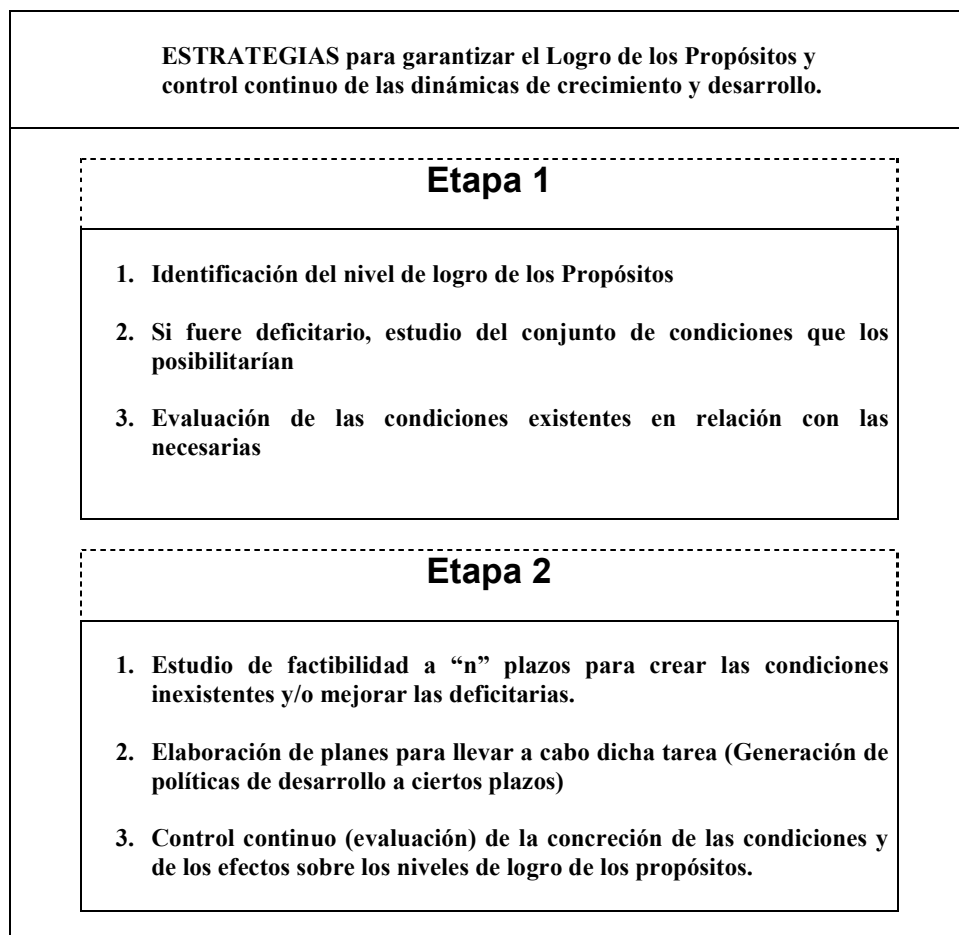 ESTRATEGIAS para garantizar el Logro de los Propósitos y
control continuo de las dinámicas de crecimiento y desarrollo.
Etapa 1
1. Identificación del nivel de logro de los Propósitos
2. Si fuere deficitario, estudio del conjunto de condiciones que los
posibilitarían
3. Evaluación de las condiciones existentes en relación con las
necesarias
Etapa 2
1. Estudio de factibilidad a “n” plazos para crear las condiciones
inexistentes y/o mejorar las deficitarias.
2. Elaboración de planes para llevar a cabo dicha tarea (Generación de
políticas de desarrollo a ciertos plazos)
3. Control continuo (evaluación) de la concreción de las condiciones y
de los efectos sobre los niveles de logro de los propósitos.